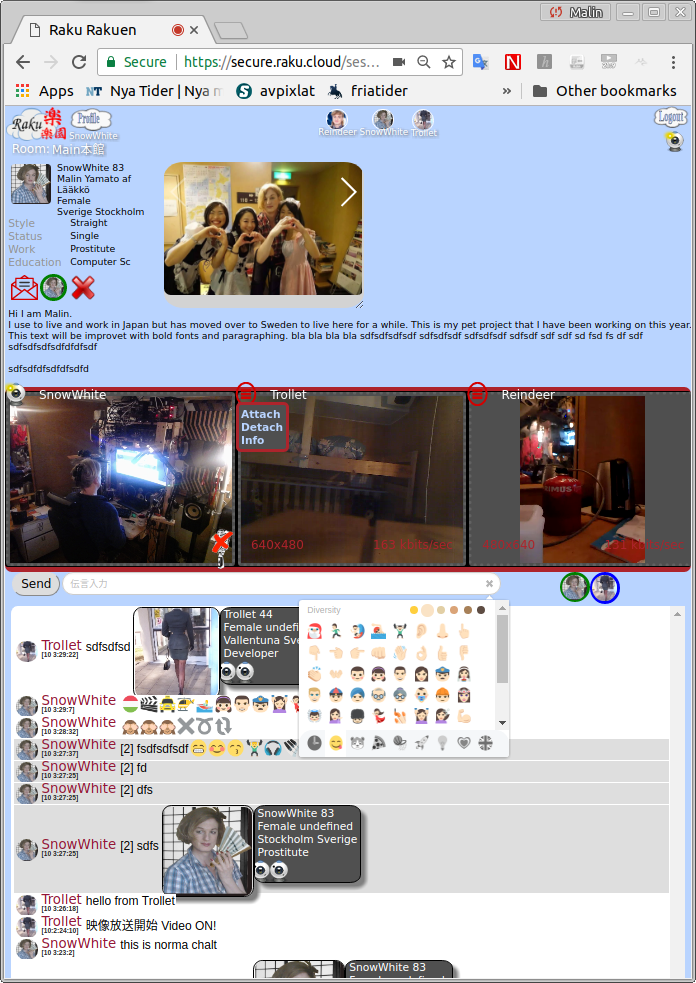 Malin
Raku Rakuen
Secure https://secure.raku.cloud/ses...
Apps NT Nya Tider | Nya n S avpixlat friatider » Other bookmarks
Raku 楽 楽園 Profile SnowWhite
Reindeer SnowWhite Trollet
Logout
Room: Main本館
SnowWhite 83
Malin Yamato af
Lääkkö
Female
Sverige Stockholm
Style Straight
Status Single
Work Prostitute
Education Computer Sc
Hi I am Malin.
I use to live and work in Japan but has moved over to Sweden to live here for a while. This is my pet project that I have been working on this year.
This text will be improvet with bold fonts and paragraphing. bla bla bla bla sdfsfsdfsdf sdfsdfsdf sdfsdfsdf sdfsdf sdf sdf sd fsd fs df sdf
sdfsdfsdfsdfdfdfsdf
sdfsdfdfsdfdfsdfd
SnowWhite
Trollet
Reindeer
Attach
Detach
Info
640x480
Send 伝言入力
Diversity
Trollet sdfsdfsd
[10 3:29:22]
Trollet 44
Female undefi
Vallentuna Sve
Developer
SnowWhite
[10 3:29:7]
SnowWhite
[10 3:28:32]
SnowWhite [2] fsdfsdfsdf
[10 3:27:37]
SnowWhite [2] fd
[10 3:27:25]
SnowWhite [2] dfs
[10 3:27:25]
SnowWhite [2] sdfs
[10 3:27:25]
SnowWhite 83
Female undefined
Stockholm Sverige
Prostitute
Trollet hello from Trollet
[10 3:26:18]
Trollet 映像放送開始 Video ON!
[10:2:24:10]
SnowWhite this is norma chalt
[10 3:23:2]
SnowWhite 83